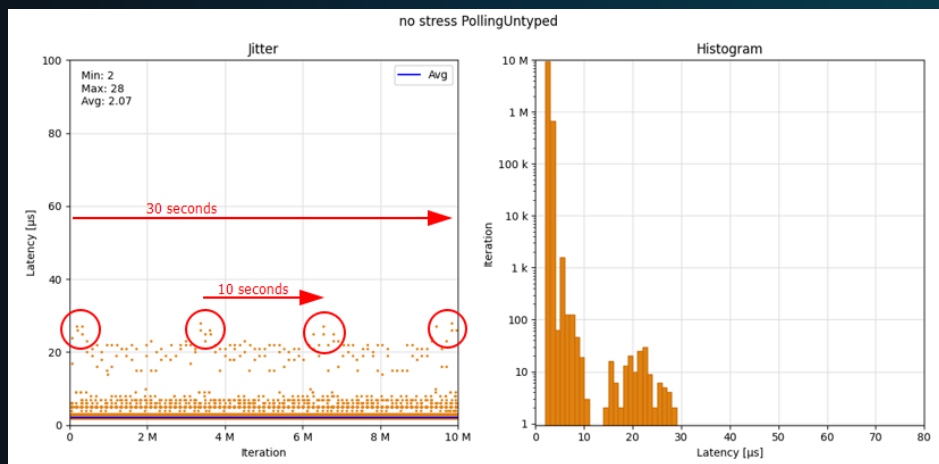 no stress PollingUntyped
Jitter
100
80
60
40
20
0
Latency [µs]
Min: 2
Max: 28
Avg: 2.07
Avg
30 seconds
10 seconds
0
2 M
4 M
6 M
8 M
10 M
Iteration
Histogram
10 M
1 M
100 k
10 k
1 k
100
10
1
Iteration
0
10
20
30
40
50
60
70
80
Latency [µs]